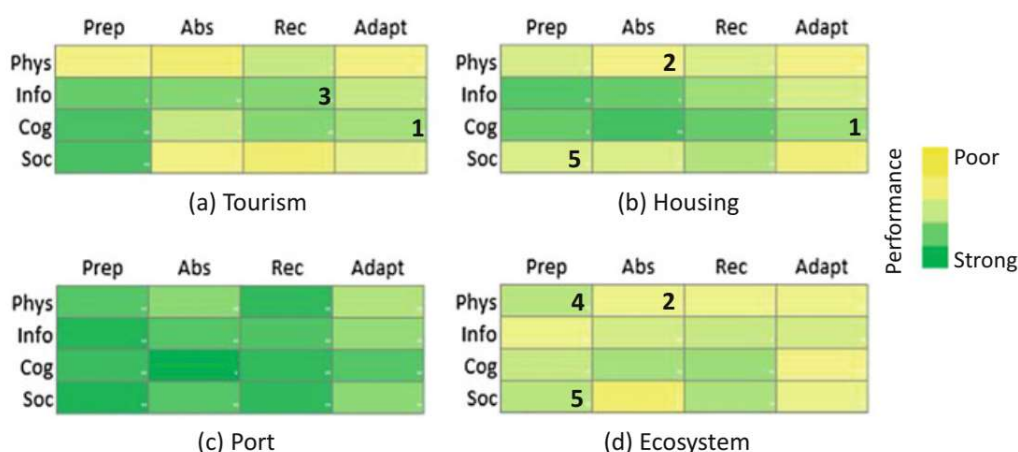 Prep Abs Rec Adapt
Phys
Info 3
Cog 1
Soc
(a) Tourism
Prep Abs Rec Adapt
Phys 2
Info
Cog 1
Soc 5
(b) Housing
Prep Abs Rec Adapt
Phys
Info
Cog
Soc
(c) Port
Prep Abs Rec Adapt
Phys 4 2
Info
Cog
Soc 5
(d) Ecosystem
Performance
Poor
Strong